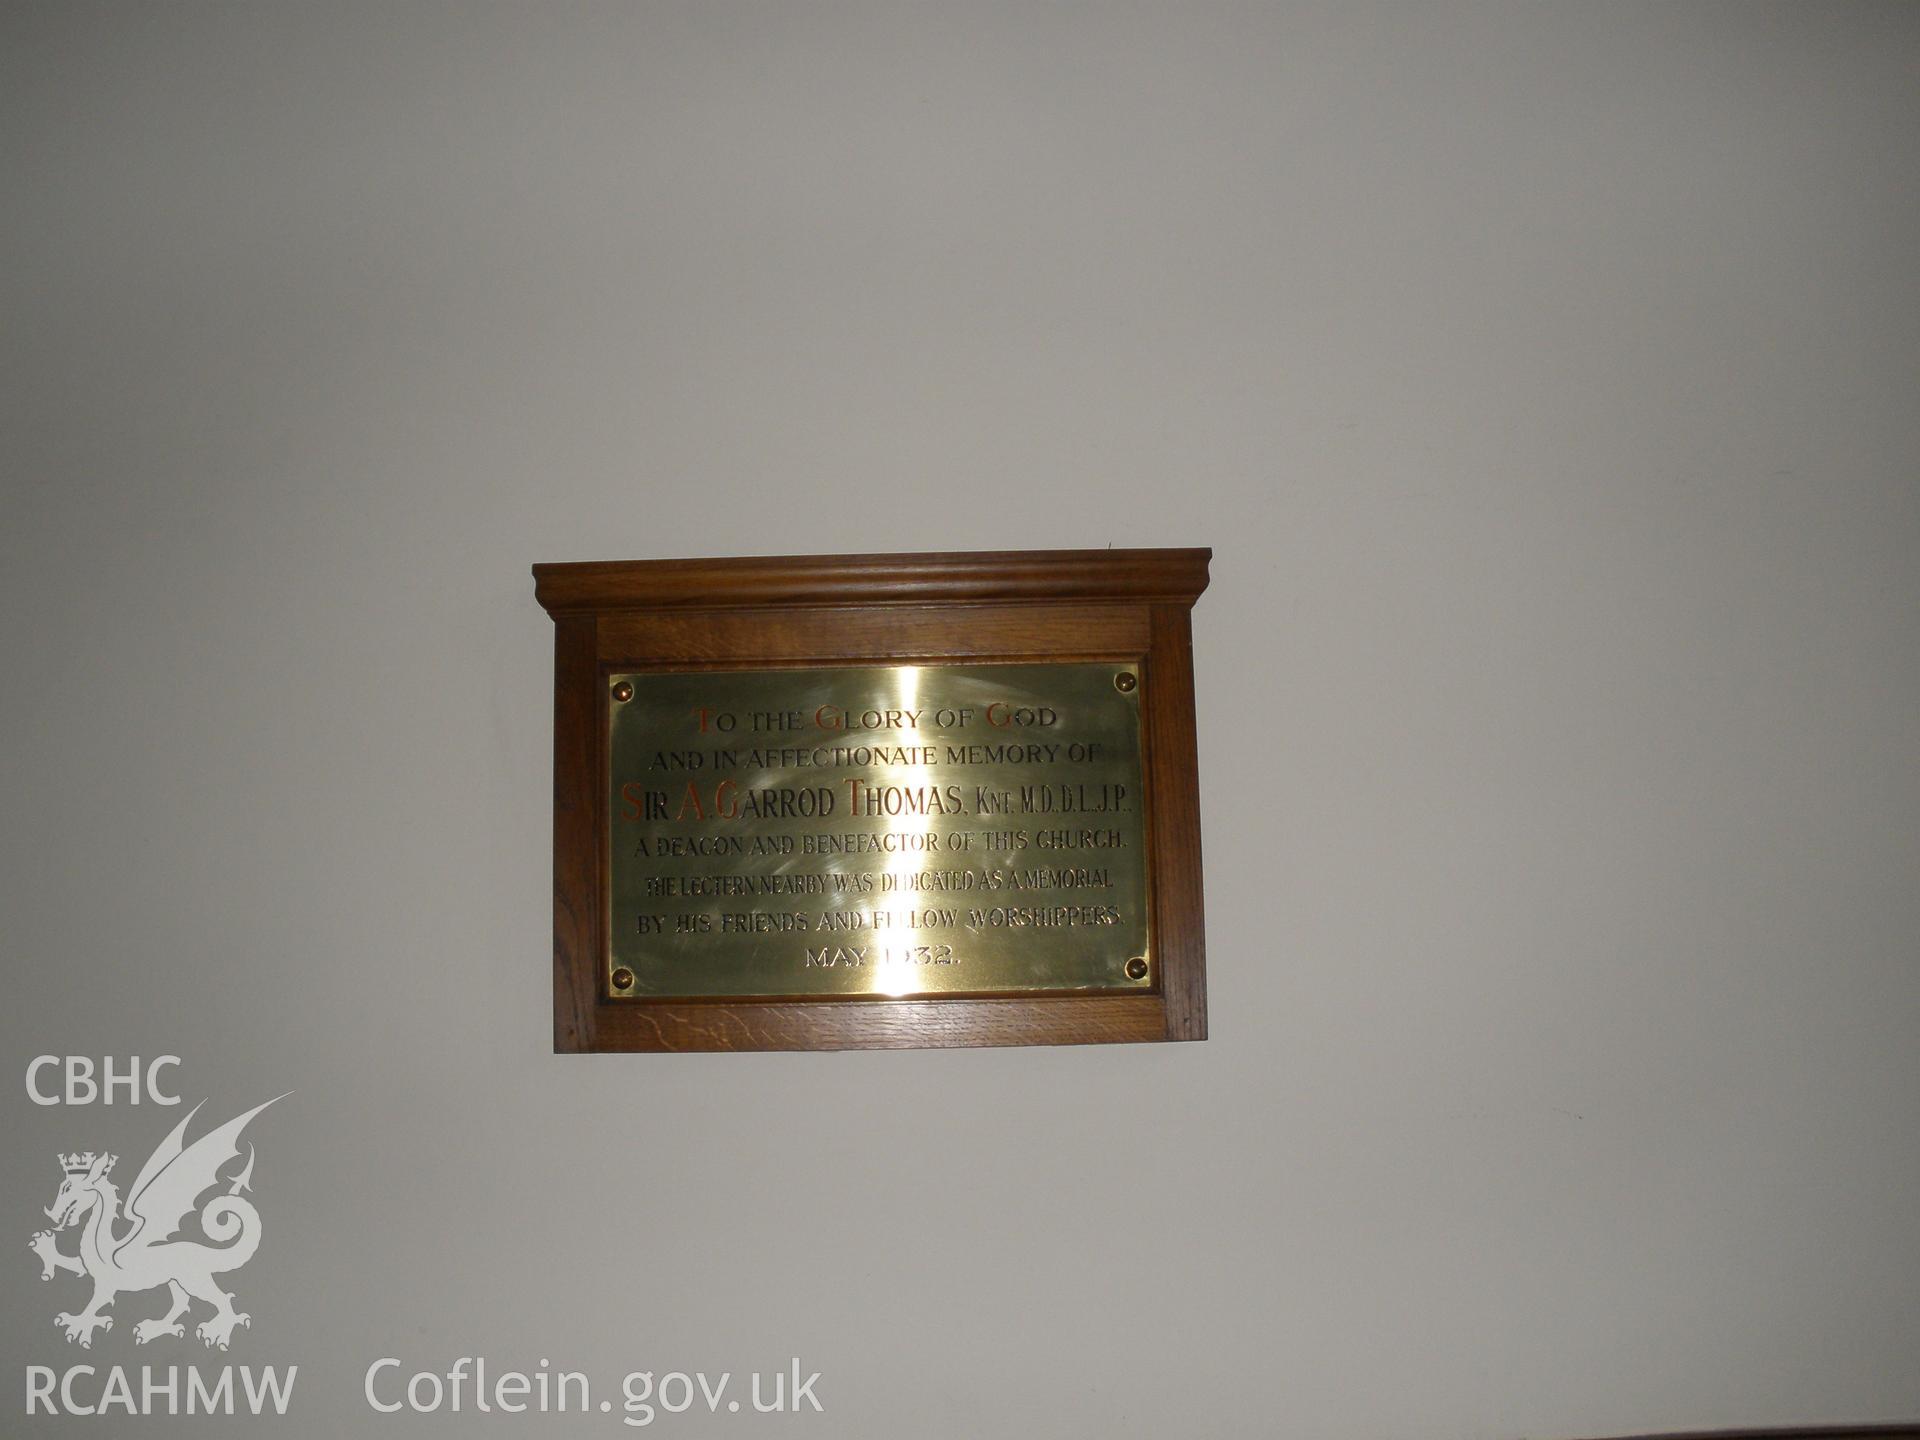 TO THE GLORY OF GOD
AND IN AFFECTIONATE MEMORY OF
SIR A. GARROD THOMAS, KNT. M.D., D.L., J.P.,
A DEACON AND BENEFACTOR OF THIS CHURCH.
THE LECTERN NEARBY WAS DEDICATED AS A MEMORIAL
BY HIS FRIENDS AND FELLOW WORSHIPPERS.
MAY 1932.
CBHC
RCAHMW
Coflein.gov.uk